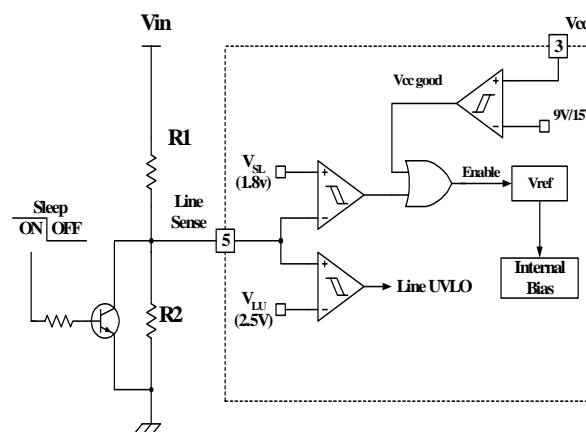 Vin
Vcc
3
Vcc good
9V/15V
R1
VSL
(1.8v)
Enable
Vref
Sleep
ON OFF
Line
Sense
5
Internal
Bias
Line UVLO
R2
VLU
(2.5V)